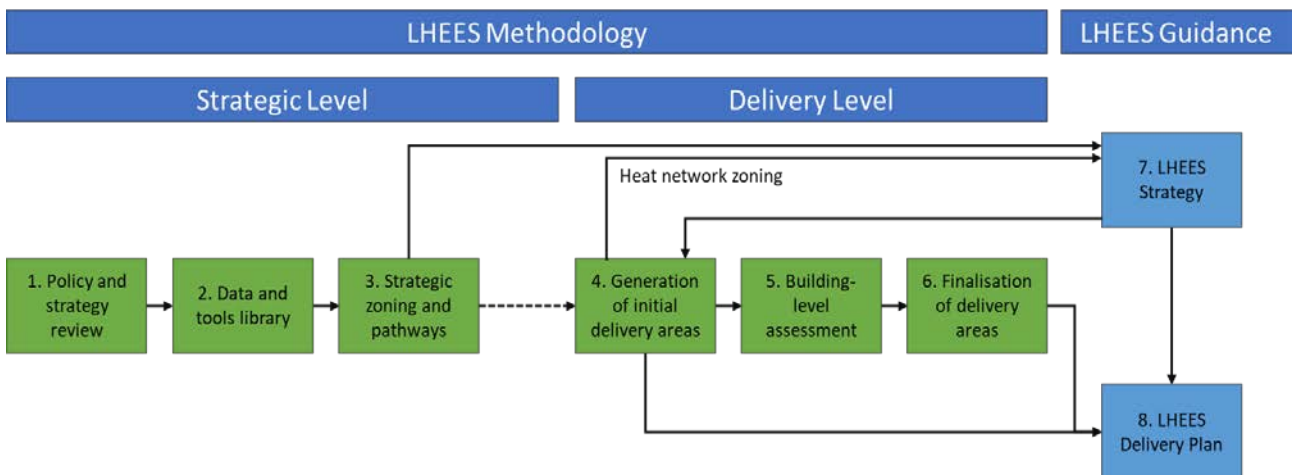 LHEES Methodology
LHEES Guidance
Strategic Level
Delivery Level
Heat network zoning
7. LHEES
Strategy
1. Policy and
strategy
review
2. Data and
tools library
3. Strategic
zoning and
pathways
4. Generation
of initial
delivery areas
5. Building-
level
assessment
6. Finalisation
of delivery
areas
8. LHEES
Delivery Plan